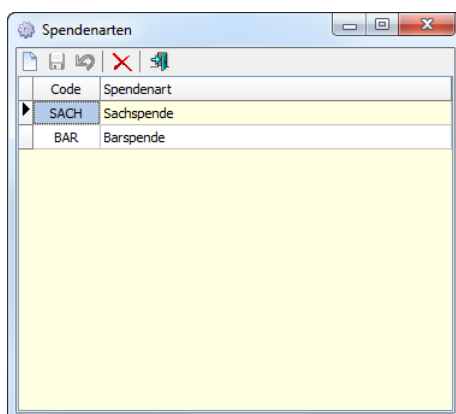 Spendenarten
Code Spendenart
SACH Sachspende
BAR Barspende